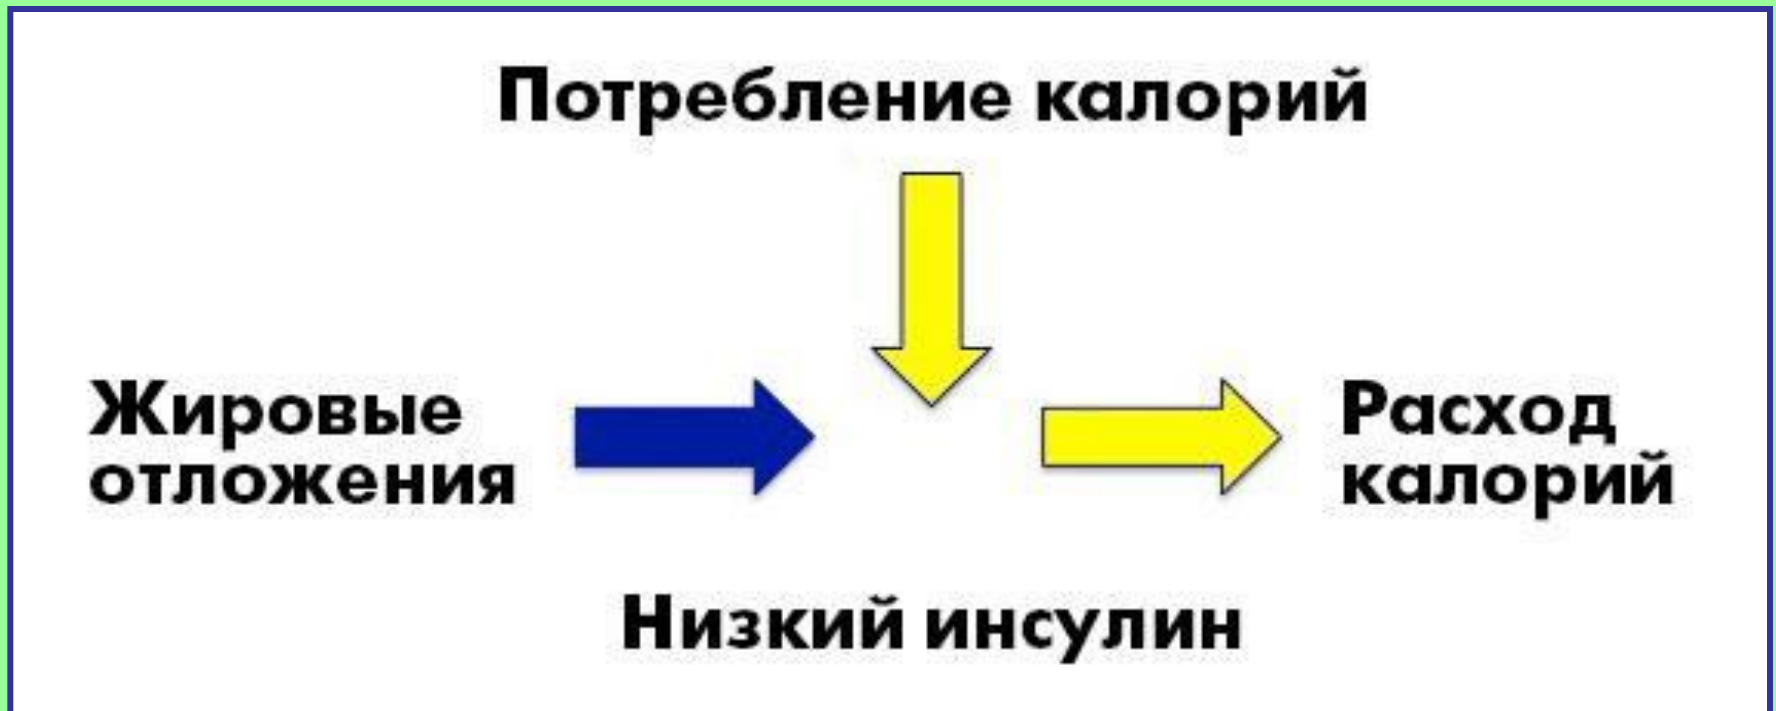 Потребление калорий
Жировые
отложения
Расход
калорий
Низкий инсулин